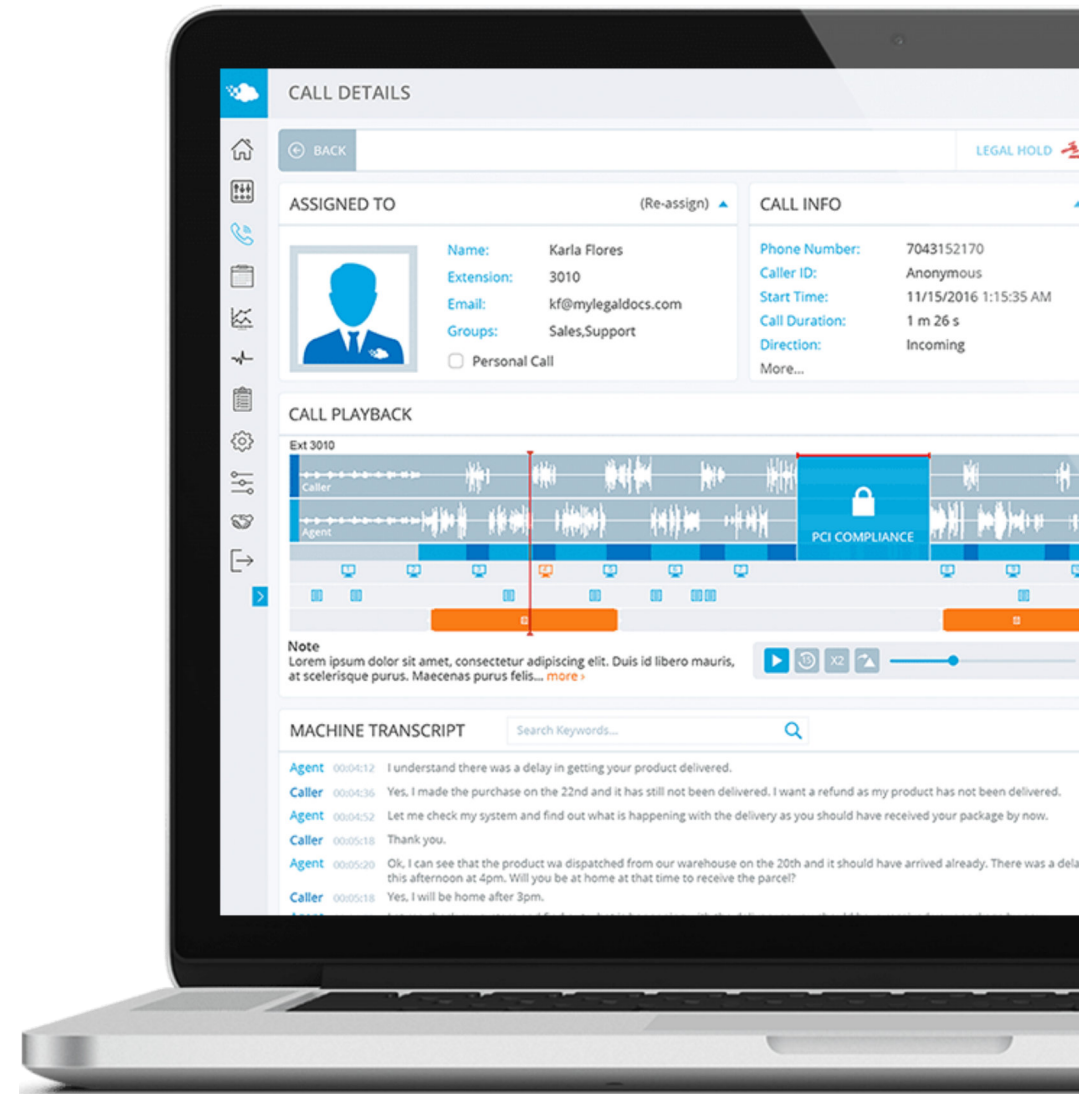 CALL DETAILS
BACK
LEGAL HOLD
ASSIGNED TO
(Re-assign)
Name: Karla Flores
Extension: 3010
Email: kf@mylegaldocs.com
Groups: Sales,Support
Personal Call
CALL INFO
Phone Number: 7043152170
Caller ID: Anonymous
Start Time: 11/15/2016 1:15:35 AM
Call Duration: 1 m 26 s
Direction: Incoming
More...
CALL PLAYBACK
Ext 3010
Caller
Agent
PCI COMPLIANCE
Note
Lorem ipsum dolor sit amet, consectetur adipiscing elit. Duis id libero mauris,
at scelerisque purus. Maecenas purus felis... more ›
15 X2
MACHINE TRANSCRIPT
Search Keywords...
Agent 00:04:12 I understand there was a delay in getting your product delivered.
Caller 00:04:36 Yes, I made the purchase on the 22nd and it has still not been delivered. I want a refund as my product has not been delivered.
Agent 00:04:52 Let me check my system and find out what is happening with the delivery as you should have received your package by now.
Caller 00:05:18 Thank you.
Agent 00:05:20 Ok, I can see that the product wa dispatched from our warehouse on the 20th and it should have arrived already. There was a dela
this afternoon at 4pm. Will you be at home at that time to receive the parcel?
Caller 00:05:18 Yes, I will be home after 3pm.